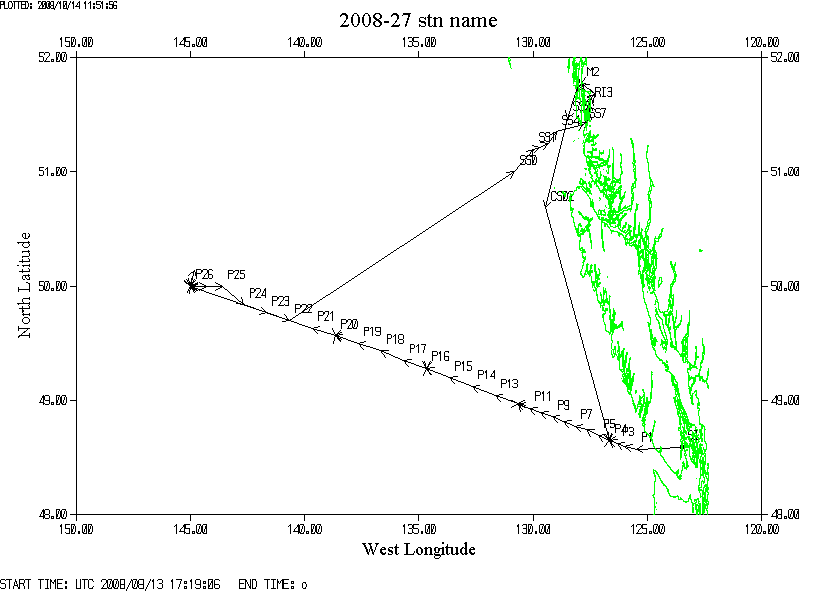 PLOTTED: 2008/10/14 11:51:56
2008-27 stn name
150.00 145.00 140.00 135.00 130.00 125.00 120.00
52.00 52.00
M2
RI3
SS7
SS1
51.00 51.00
P26 P25
50.00 50.00
P24
P23
P22
P21
P20
P19
P18
P17
P16
P15
P14
P13
49.00 49.00
P11
P9
P7
P5 P4 P3 P1
48.00 48.00
150.00 145.00 140.00 135.00 130.00 125.00 120.00
North Latitude
West Longitude
START TIME: UTC 2008/08/13 17:19:06 END TIME: o